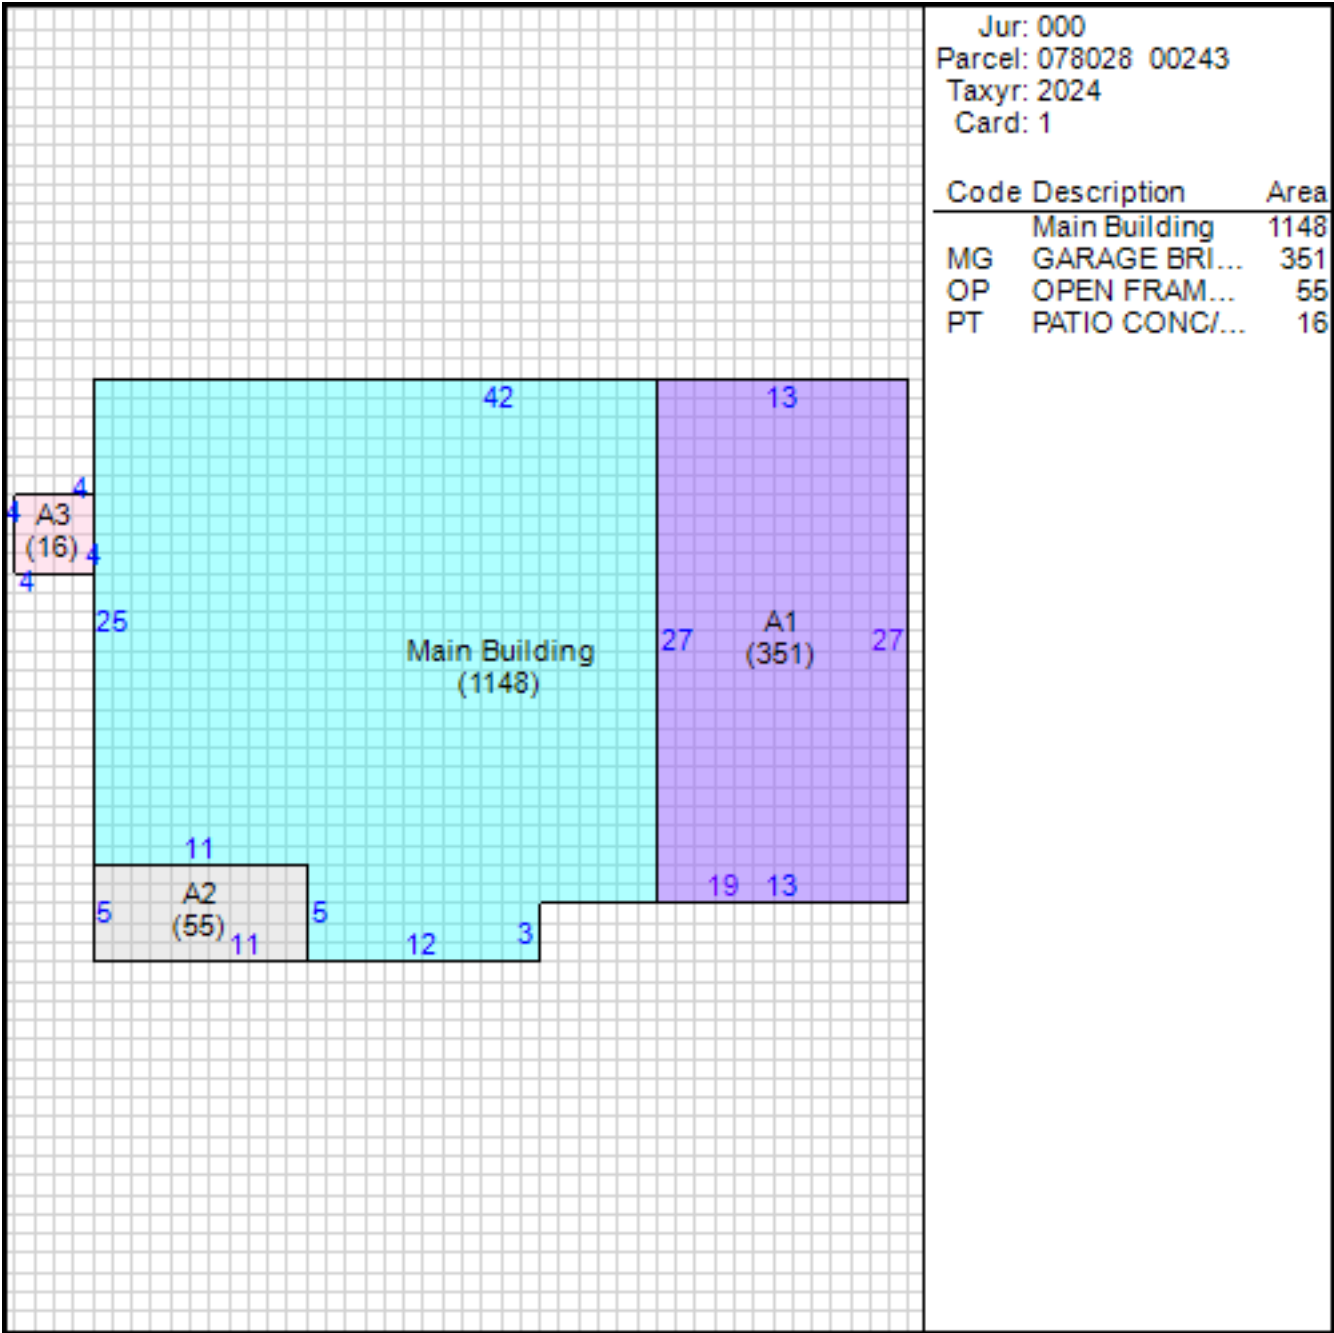 Jur: 000
Parcel: 078028 00243
Taxyr: 2024
Card: 1
Code Description Area
Main Building 1148
MG GARAGE BRI... 351
OP OPEN FRAM... 55
PT PATIO CONC/... 16
42 13
4
4 A3
(16) 4
4
25
Main Building
(1148)
27 A1 27
(351)
11
A2
5 (55) 11 5
12 3
19 13